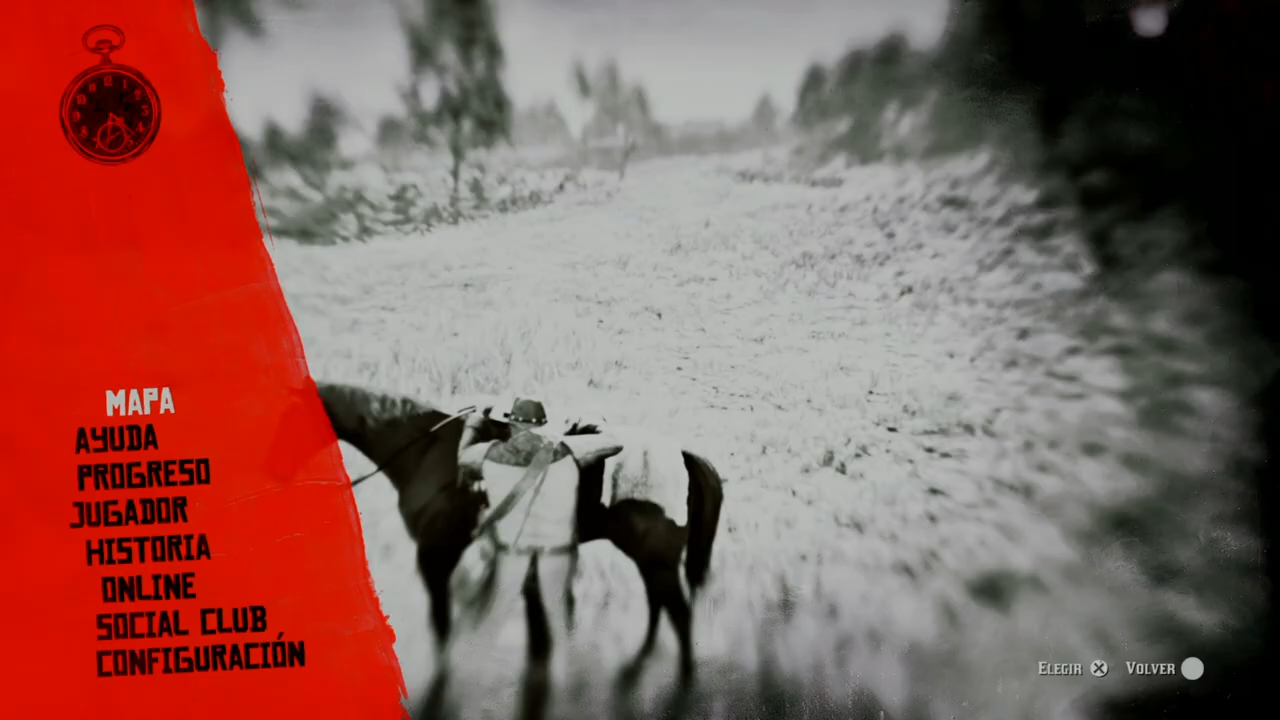 MAPA
AYUDA
PROGRESO
JUGADOR
HISTORIA
ONLINE
SOCIAL CLUB
CONFIGURACIÓN
ELEGIR VOLVER